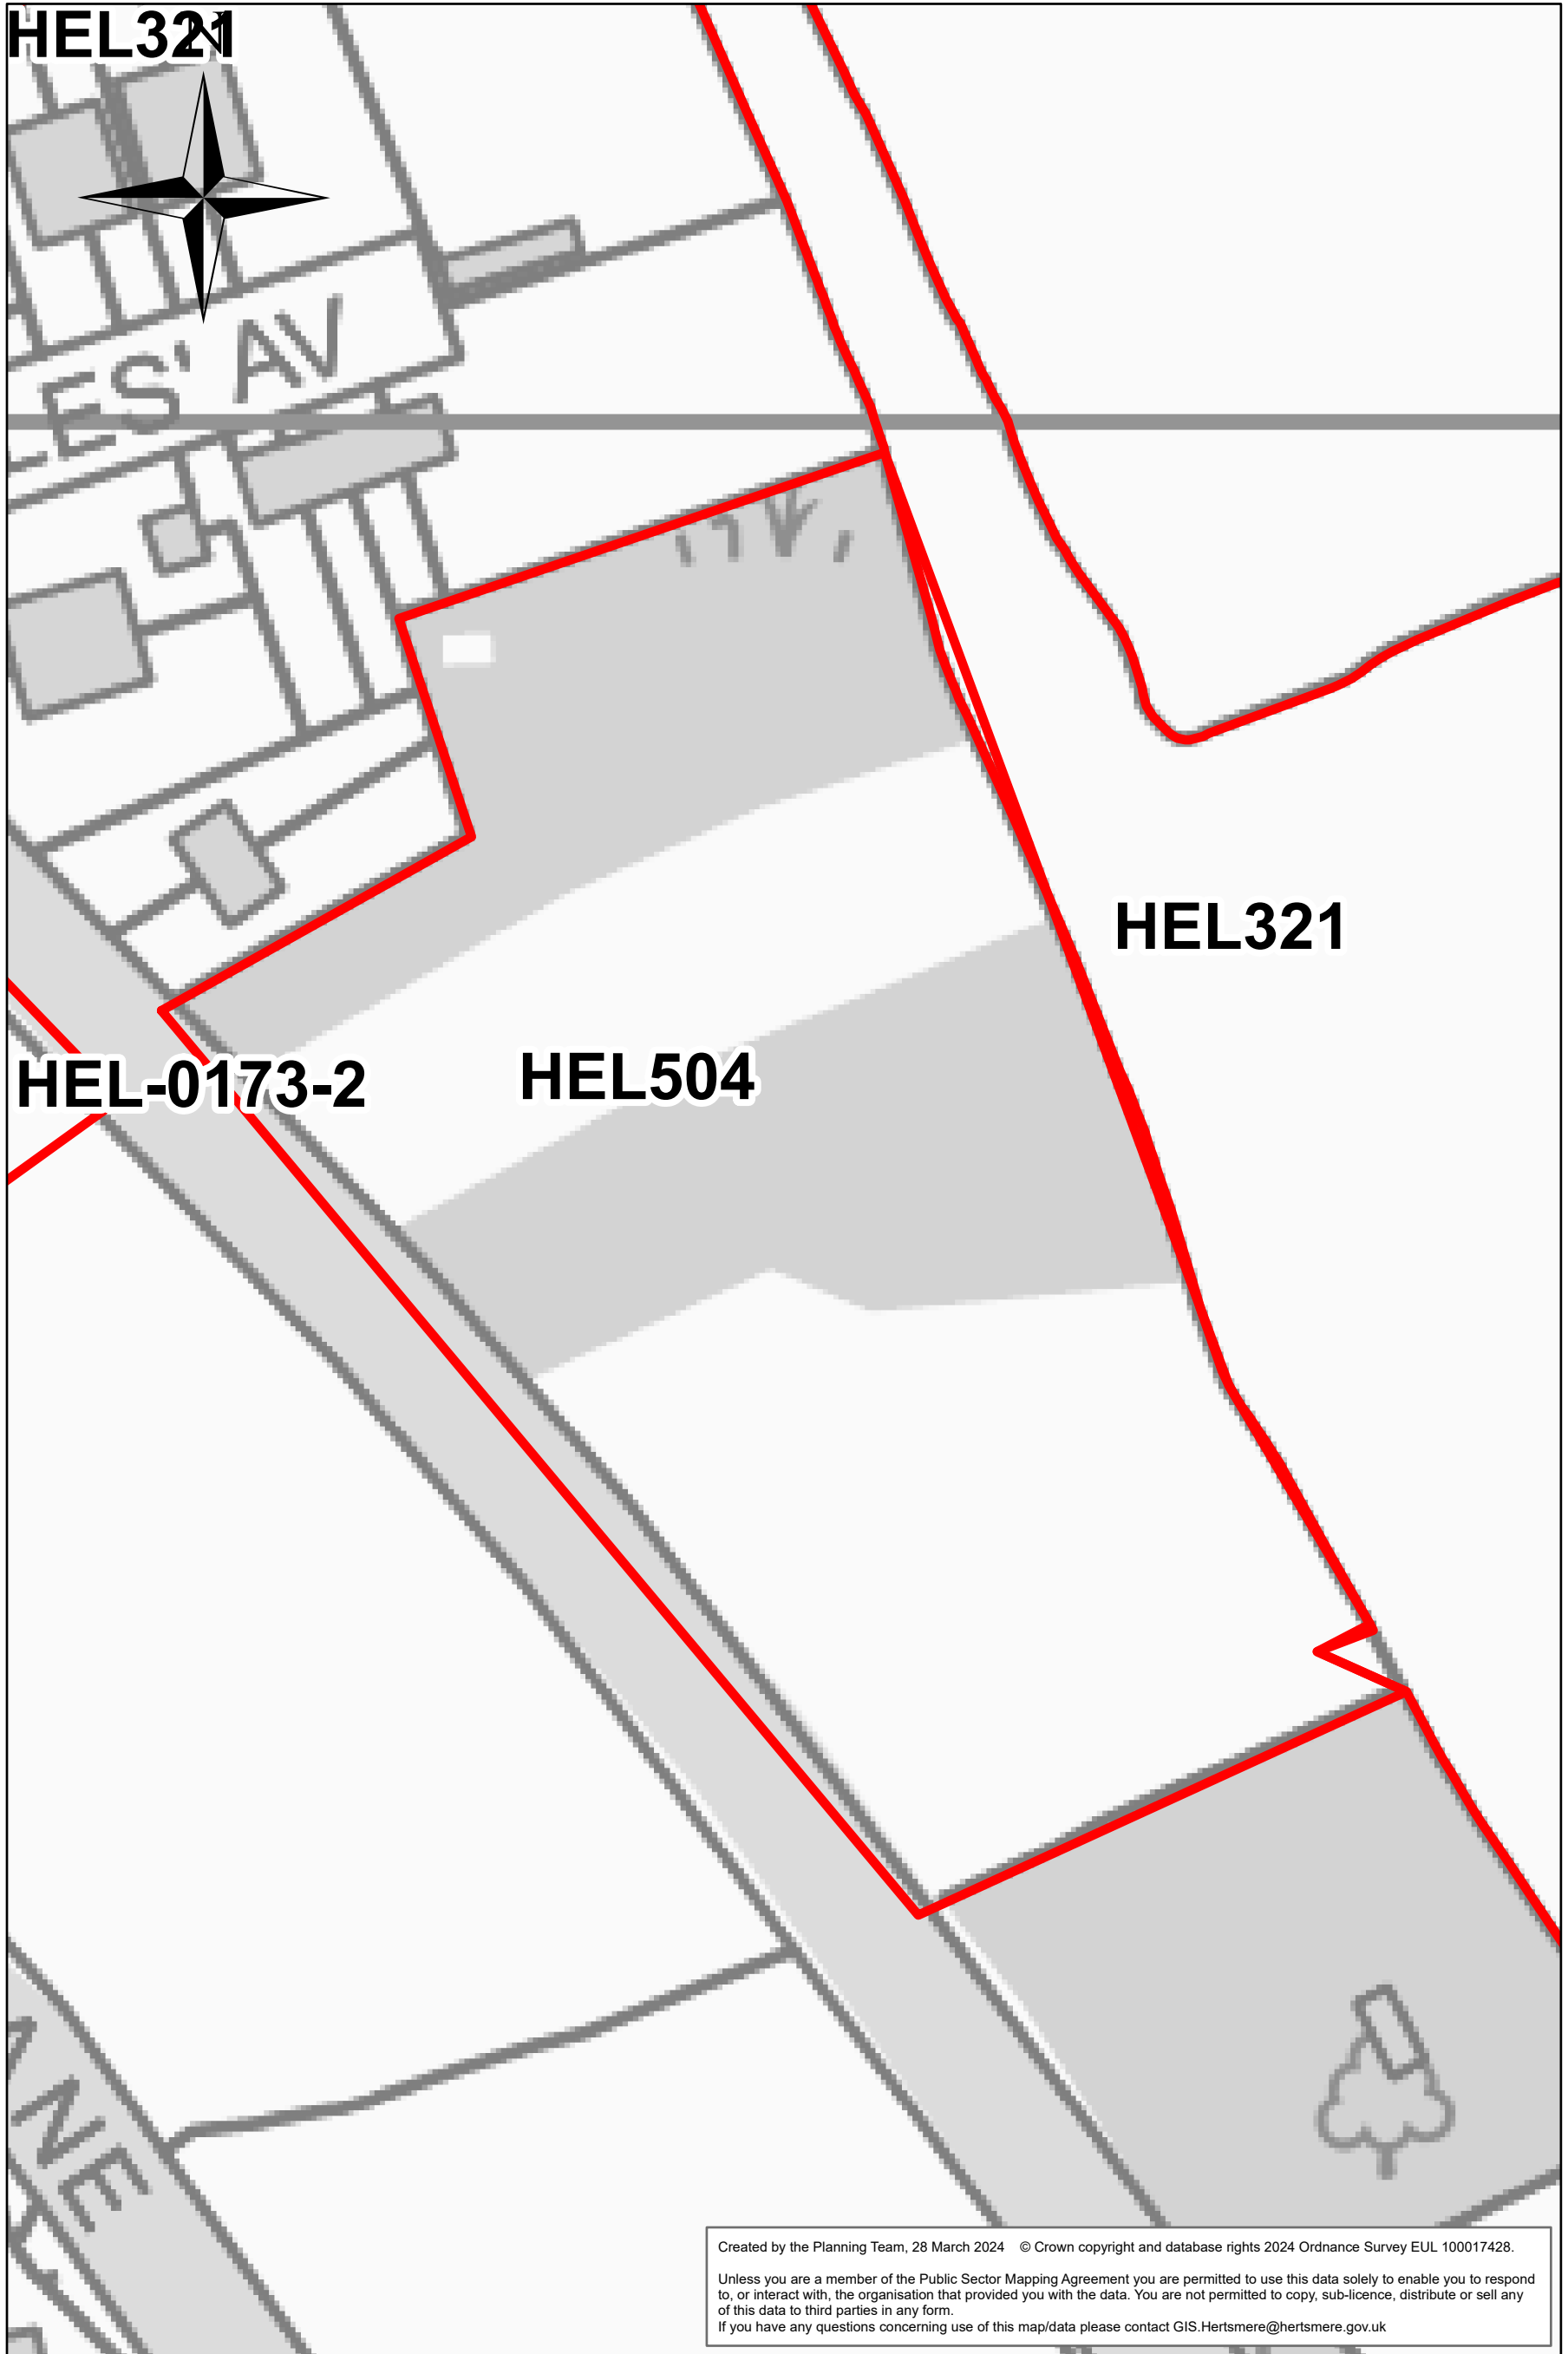 HEL321
N
ES' AV
HEL321
HEL504
HEL-0173-2
ANE
Created by the Planning Team, 28 March 2024 © Crown copyright and database rights 2024 Ordnance Survey EUL 100017428.
Unless you are a member of the Public Sector Mapping Agreement you are permitted to use this data solely to enable you to respond
to, or interact with, the organisation that provided you with the data. You are not permitted to copy, sub-licence, distribute or sell any
of this data to third parties in any form.
If you have any questions concerning use of this map/data please contact GIS.Hertsmere@hertsmere.gov.uk